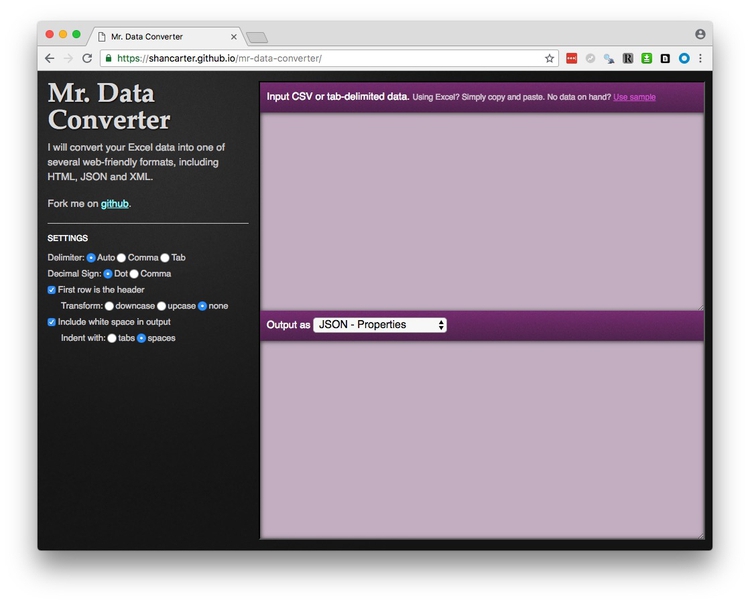 Mr. Data Converter
https://shancarter.github.io/mr-data-converter/
Mr. Data
Converter
I will convert your Excel data into one of
several web-friendly formats, including
HTML, JSON and XML.
Fork me on github.
SETTINGS
Delimiter: Auto Comma Tab
Decimal Sign: Dot Comma
First row is the header
Transform: downcase upcase none
Include white space in output
Indent with: tabs spaces
Input CSV or tab-delimited data. Using Excel? Simply copy and paste. No data on hand? Use sample
Output as JSON - Properties